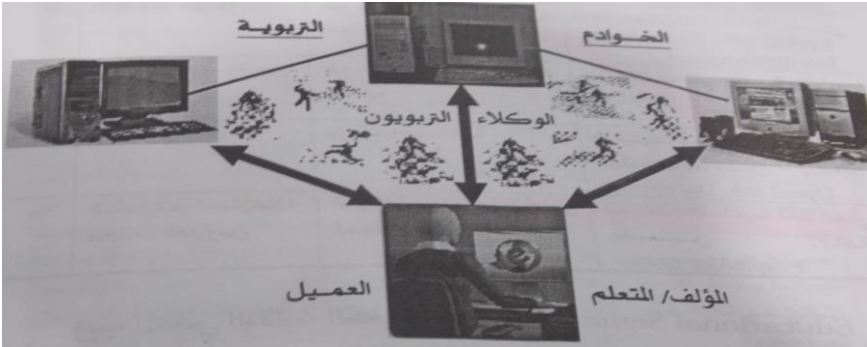 الخوادم التربوية
الوكلاء التربويون
المؤلف/ المتعلم العميل